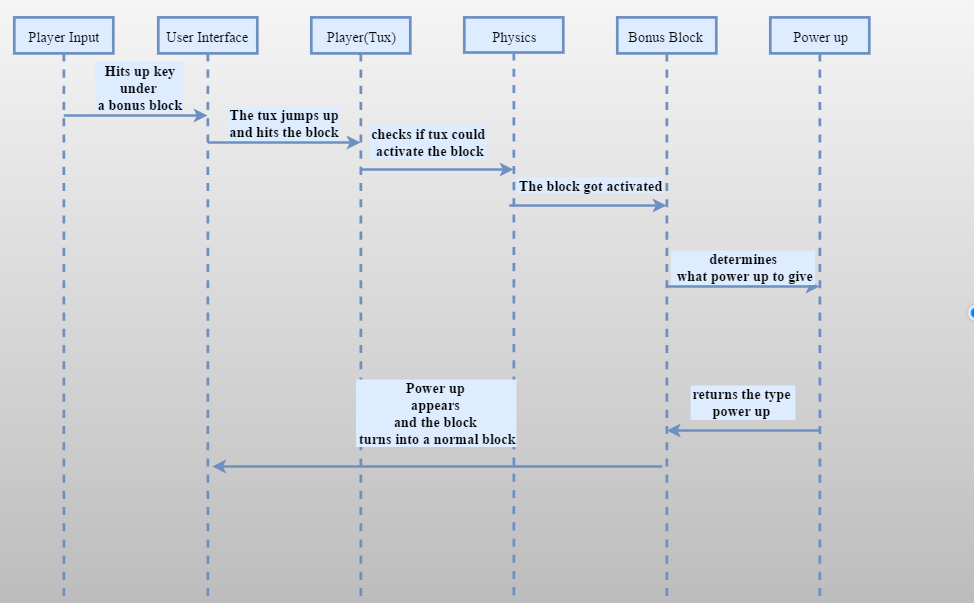 Player Input
User Interface
Player(Tux)
Physics
Bonus Block
Power up
Hits up key
under
a bonus block
The tux jumps up
and hits the block
checks if tux could
activate the block
The block got activated
determines
what power up to give
returns the type
power up
Power up
appears
and the block
turns into a normal block